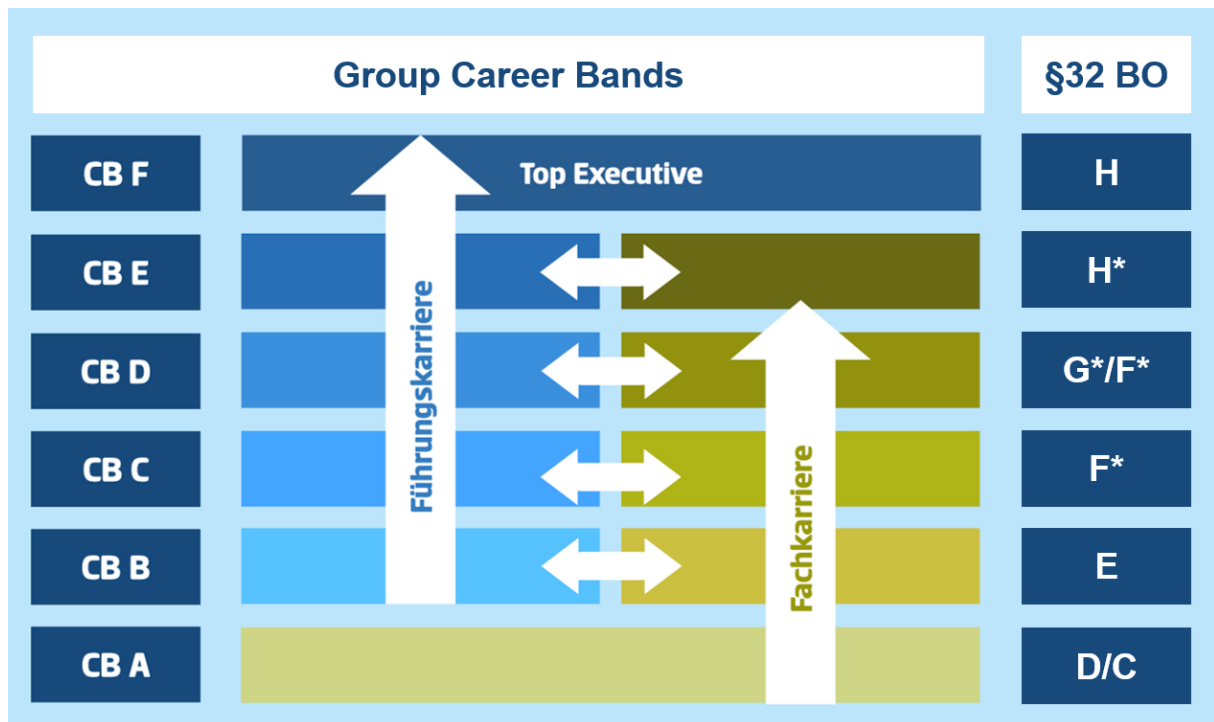 Group Career Bands
§32 BO
CB F
Top Executive
H
CB E
H*
CB D
G*/F*
CB C
F*
CB B
E
CB A
D/C
Führungskarriere
Fachkarriere